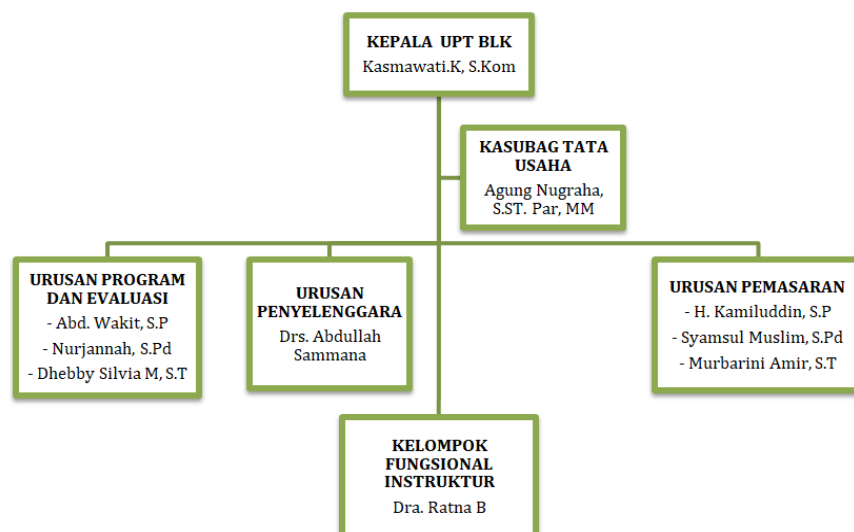 KEPALA UPT BLK
Kasmawati.K, S.Kom
KASUBAG TATA
USAHA
Agung Nugraha,
S.ST. Par, MM
URUSAN PROGRAM
DAN EVALUASI
- Abd. Wakit, S.P
- Nurjannah, S.Pd
- Dhebby Silvia M, S.T
URUSAN
PENYELENGGARA
Drs. Abdullah
Sammana
URUSAN PEMASARAN
- H. Kamiluddin, S.P
- Syamsul Muslim, S.Pd
- Murbarini Amir, S.T
KELOMPOK
FUNGSIONAL
INSTRUKTUR
Dra. Ratna B